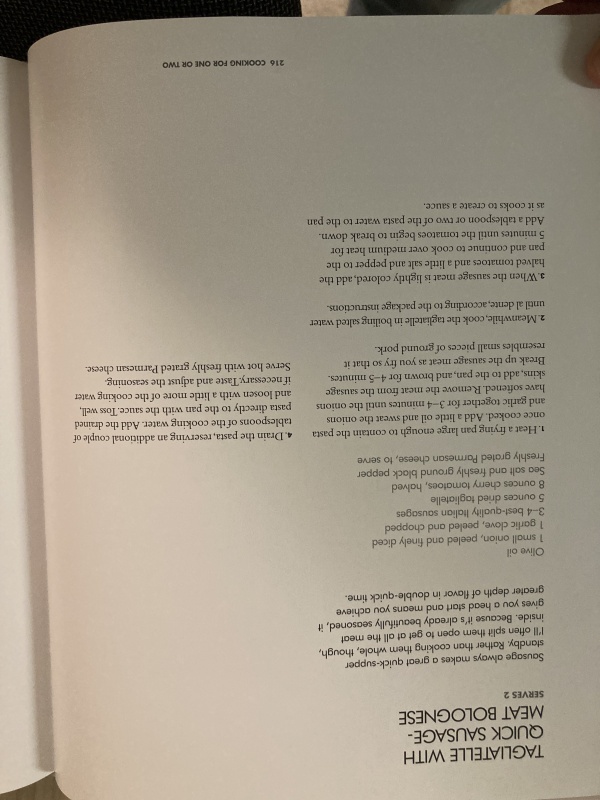 TAGLIATELLE WITH
QUICK SAUSAGE-
MEAT BOLOGNESE
SERVES 2
Sausage always makes a great quick-supper
standby. Rather than cooking them whole, though,
I'll often split them open to get at all the meat
inside. Because it's already beautifully seasoned, it
gives you a head start and means you achieve
greater depth of flavor in double-quick time.
Olive oil
1 small onion, peeled and finely diced
1 garlic clove, peeled and chopped
3–4 best-quality Italian sausages
5 ounces dried tagliatelle
8 ounces cherry tomatoes, halved
Sea salt and freshly ground black pepper
Freshly grated Parmesan cheese, to serve
1. Heat a frying pan large enough to contain the pasta
once cooked. Add a little oil and sweat the onions
and garlic together for 3–4 minutes until the onions
have softened. Remove the meat from the sausage
skins, add to the pan, and brown for 4–5 minutes.
Break up the sausage meat as you fry so that it
resembles small pieces of ground pork.
2. Meanwhile, cook the tagliatelle in boiling salted water
until al dente, according to the package instructions.
3. When the sausage meat is lightly colored, add the
halved tomatoes and a little salt and pepper to the
pan and continue to cook over medium heat for
5 minutes until the tomatoes begin to break down.
Add a tablespoon or two of the pasta water to the pan
as it cooks to create a sauce.
4. Drain the pasta, reserving an additional couple of
tablespoons of the cooking water. Add the drained
pasta directly to the pan with the sauce. Toss well,
and loosen with a little more of the cooking water
if necessary. Taste and adjust the seasoning.
Serve hot with freshly grated Parmesan cheese.
216 COOKING FOR ONE OR TWO